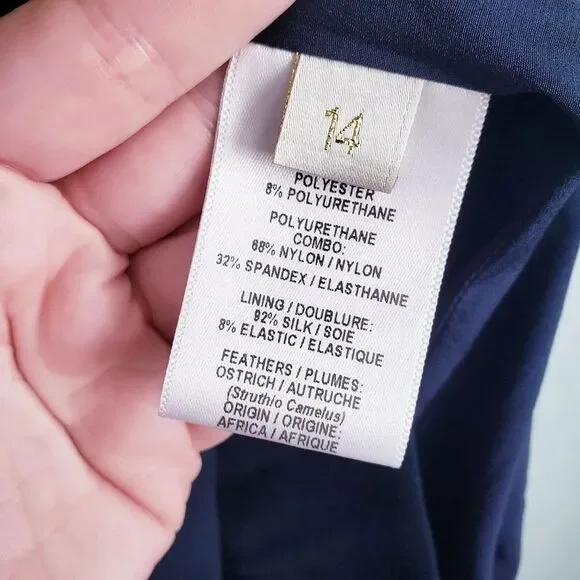 14
POLYESTER
8% POLYURETHANE
POLYURETHANE
COMBO:
68% NYLON / NYLON
32% SPANDEX / ELASTHANNE
LINING / DOUBLURE:
92% SILK / SOIE
8% ELASTIC / ELASTIQUE
FEATHERS / PLUMES:
OSTRICH / AUTRUCHE
(Struthio Camelus)
ORIGIN / ORIGINE:
AFRICA / AFRIQUE